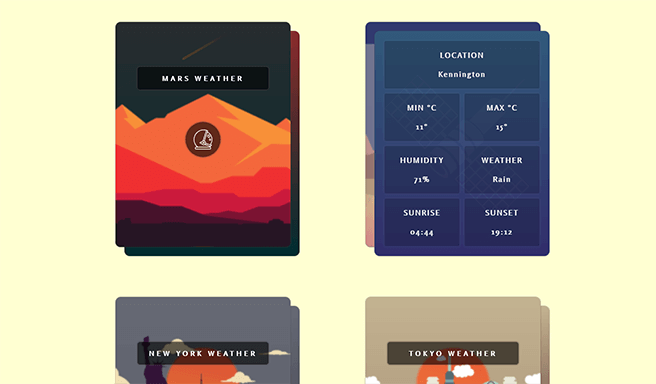 MARS WEATHER
LOCATION
Kennington
MIN °C
11°
MAX °C
15°
HUMIDITY
71%
WEATHER
Rain
SUNRISE
04:44
SUNSET
19:12
NEW YORK WEATHER
TOKYO WEATHER